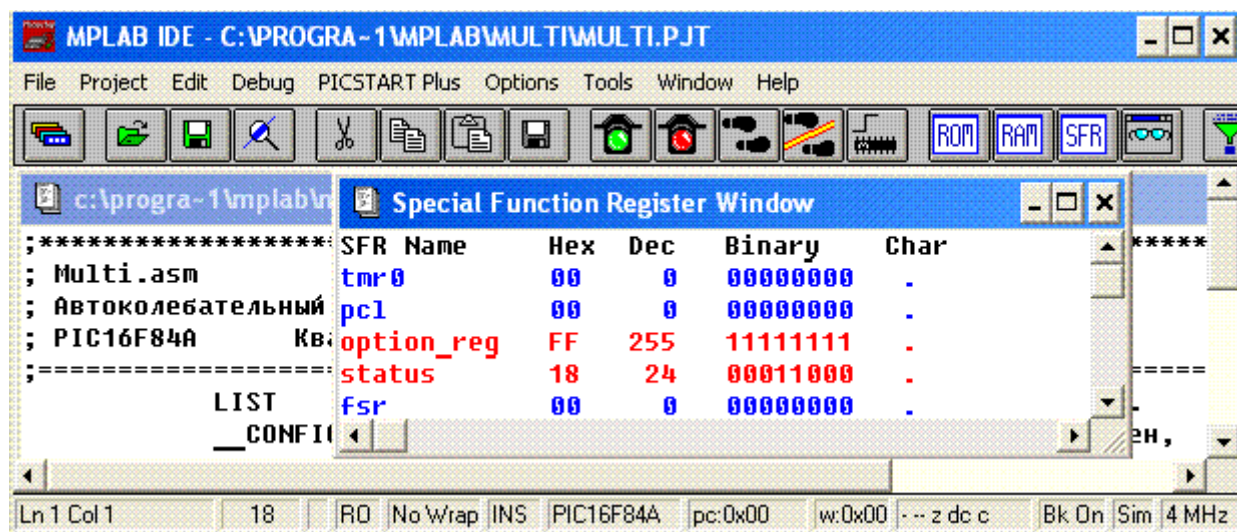 MPLAB IDE - C:\PROGRA~1\MPLAB\MULTI\MULTI.PJT
File Project Edit Debug PICSTART Plus Options Tools Window Help
ROM RAM SFR
c:\progra~1\mplab\m
Special Function Register Window
;*******************
*****
SFR Name Hex Dec Binary Char
; Multi.asm
tmr0 00 0 00000000 .
; Автоколебательный
pcl 00 0 00000000 .
; PIC16F84A Ква
option_reg FF 255 11111111 .
;===================
=====
status 18 24 00011000 .
LIST
fsr 00 0 00000000 .
__CONFIG
ен,
Ln 1 Col 1 18 RO No Wrap INS PIC16F84A pc:0x00 w:0x00 - -- z dc c Bk On Sim 4 MHz